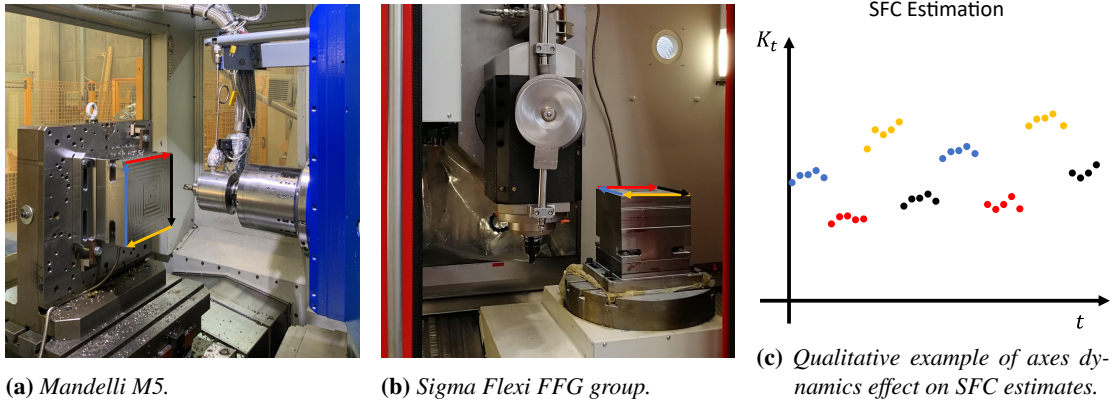 SFC Estimation
K_t
t
(a) Mandelli M5.
(b) Sigma Flexi FFG group.
(c) Qualitative example of axes dy-
namics effect on SFC estimates.